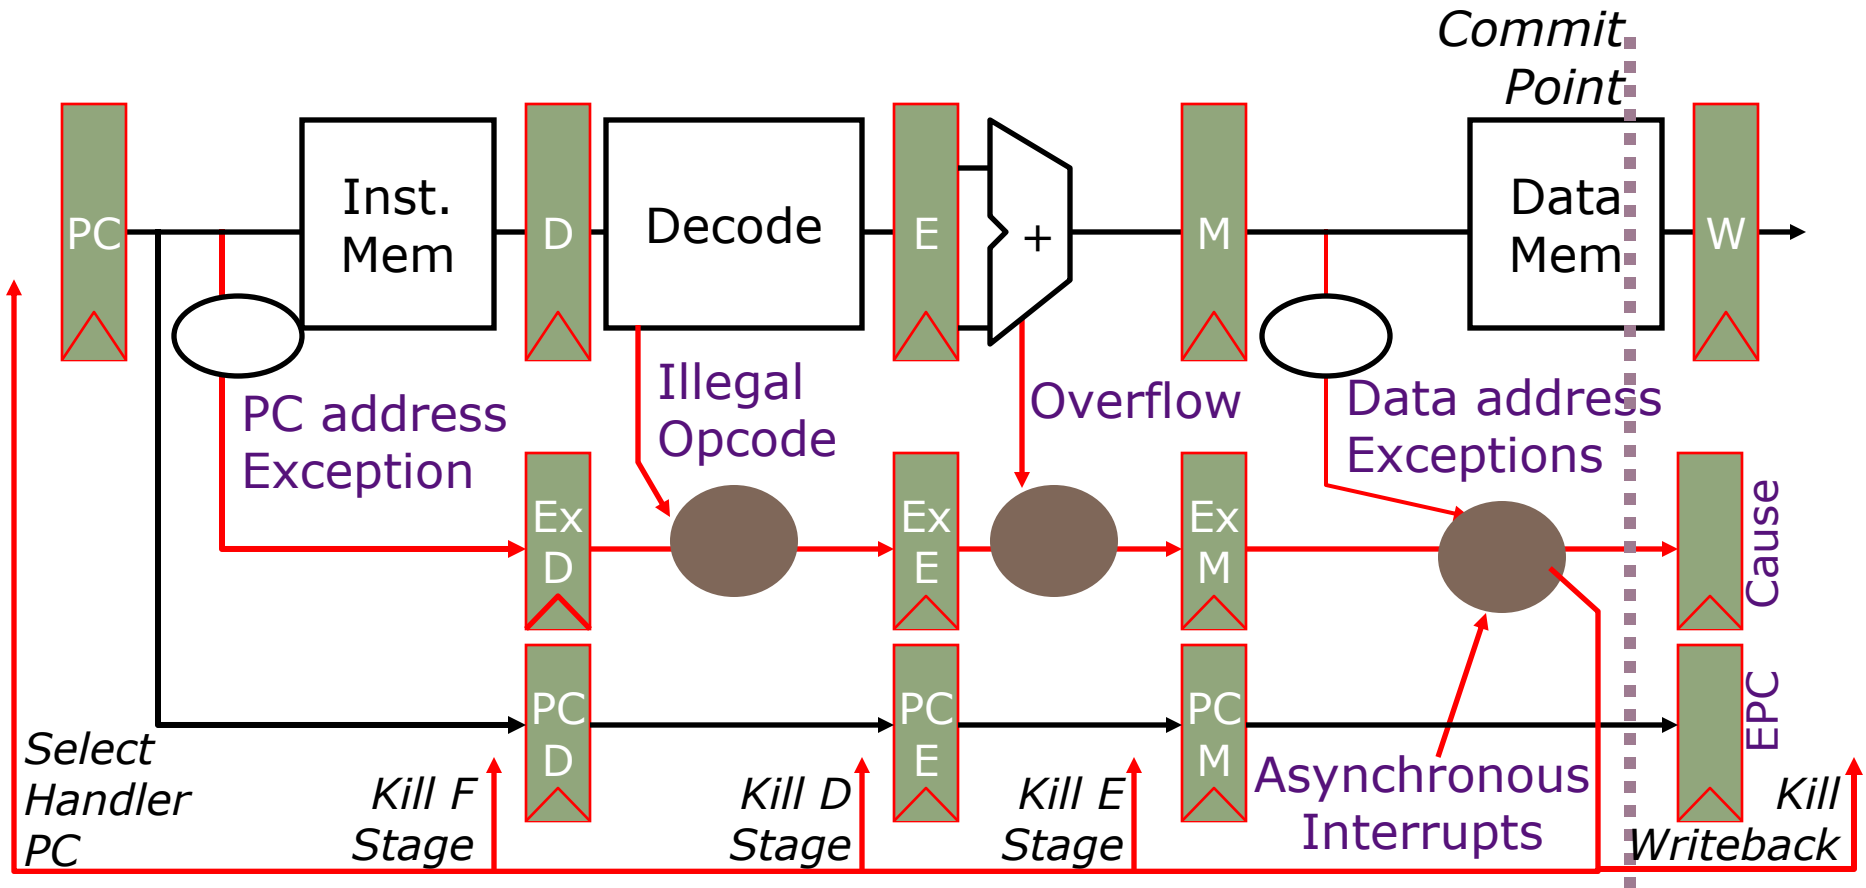 Commit
Point
PC
Inst.
Mem
D
Decode
E
+
M
Data
Mem
W
PC address
Exception
Illegal
Opcode
Overflow
Data address
Exceptions
Ex
D
Ex
E
Ex
M
Cause
PC
D
PC
E
PC
M
EPC
Select
Handler
PC
Kill F
Stage
Kill D
Stage
Kill E
Stage
Asynchronous
Interrupts
Kill
Writeback